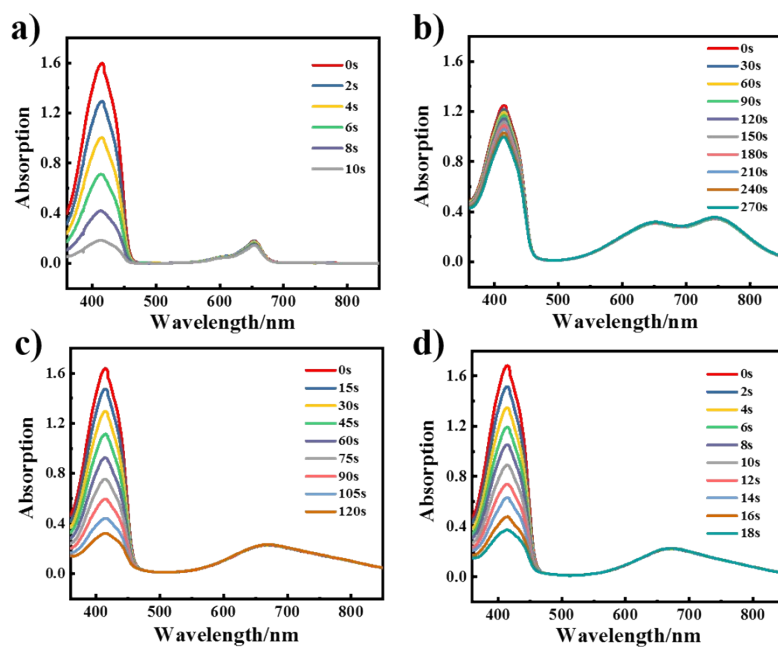 a)
Absorption
1.6
1.2
0.8
0.4
0.0
400 500 600 700 800
Wavelength/nm
0s
2s
4s
6s
8s
10s
b)
Absorption
1.6
1.2
0.8
0.4
0.0
400 500 600 700 800
Wavelength/nm
0s
30s
60s
90s
120s
150s
180s
210s
240s
270s
c)
Absorption
1.6
1.2
0.8
0.4
0.0
400 500 600 700 800
Wavelength/nm
0s
15s
30s
45s
60s
75s
90s
105s
120s
d)
Absorption
1.6
1.2
0.8
0.4
0.0
400 500 600 700 800
Wavelength/nm
0s
2s
4s
6s
8s
10s
12s
14s
16s
18s